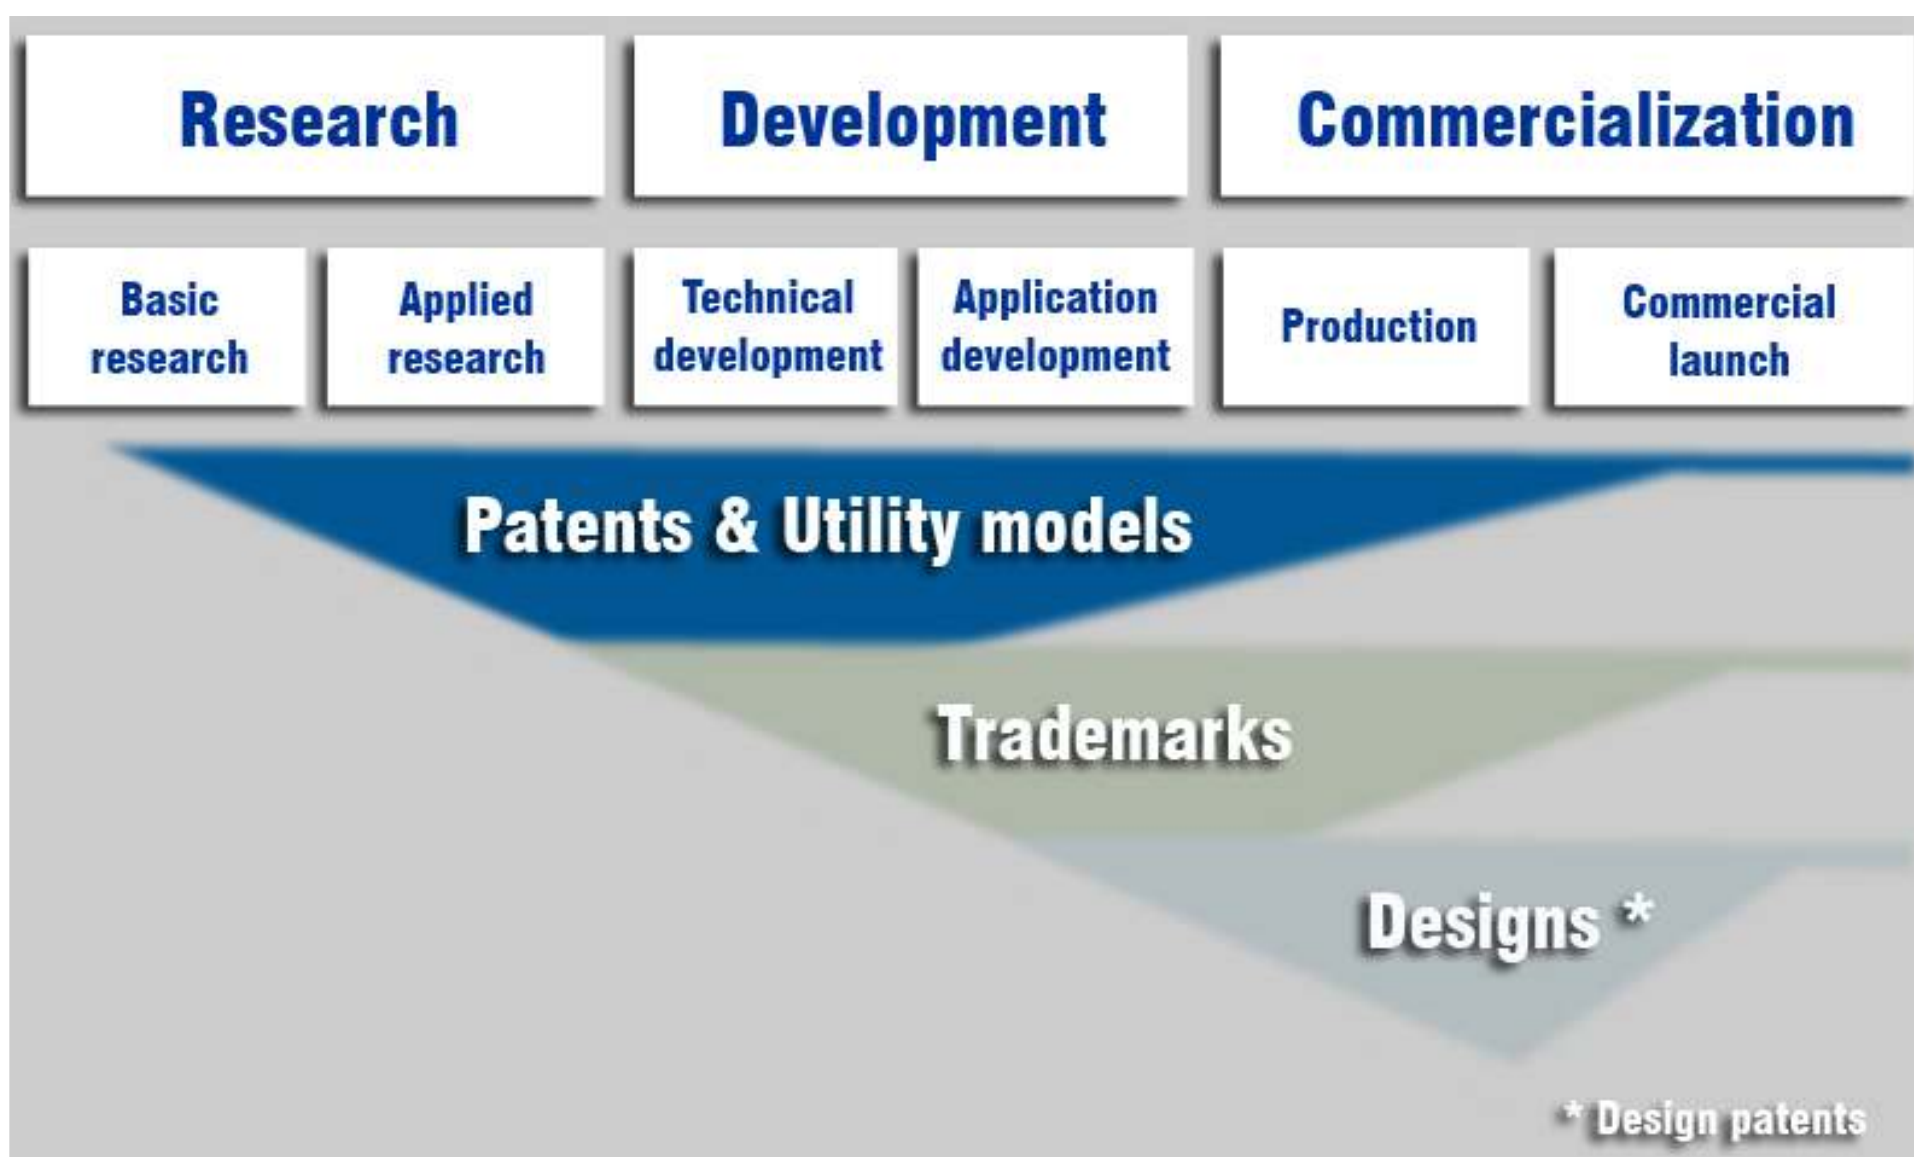 Research
Development
Commercialization
Basic
research
Applied
research
Technical
development
Application
development
Production
Commercial
launch
Patents & Utility models
Trademarks
Designs *
* Design patents